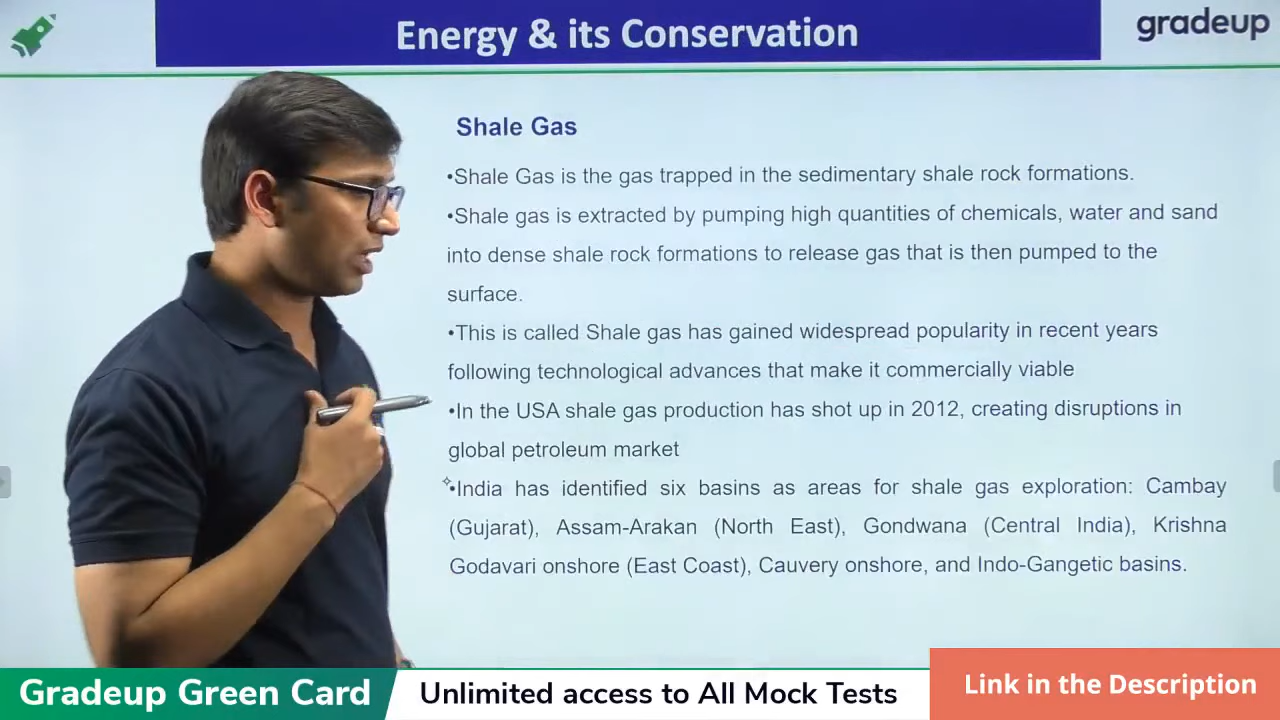 Energy & its Conservation
gradeup
Shale Gas
•Shale Gas is the gas trapped in the sedimentary shale rock formations.
•Shale gas is extracted by pumping high quantities of chemicals, water and sand
into dense shale rock formations to release gas that is then pumped to the
surface.
•This is called Shale gas has gained widespread popularity in recent years
following technological advances that make it commercially viable
•In the USA shale gas production has shot up in 2012, creating disruptions in
global petroleum market
•India has identified six basins as areas for shale gas exploration: Cambay
(Gujarat), Assam-Arakan (North East), Gondwana (Central India), Krishna
Godavari onshore (East Coast), Cauvery onshore, and Indo-Gangetic basins.
Gradeup Green Card
Unlimited access to All Mock Tests
Link in the Description